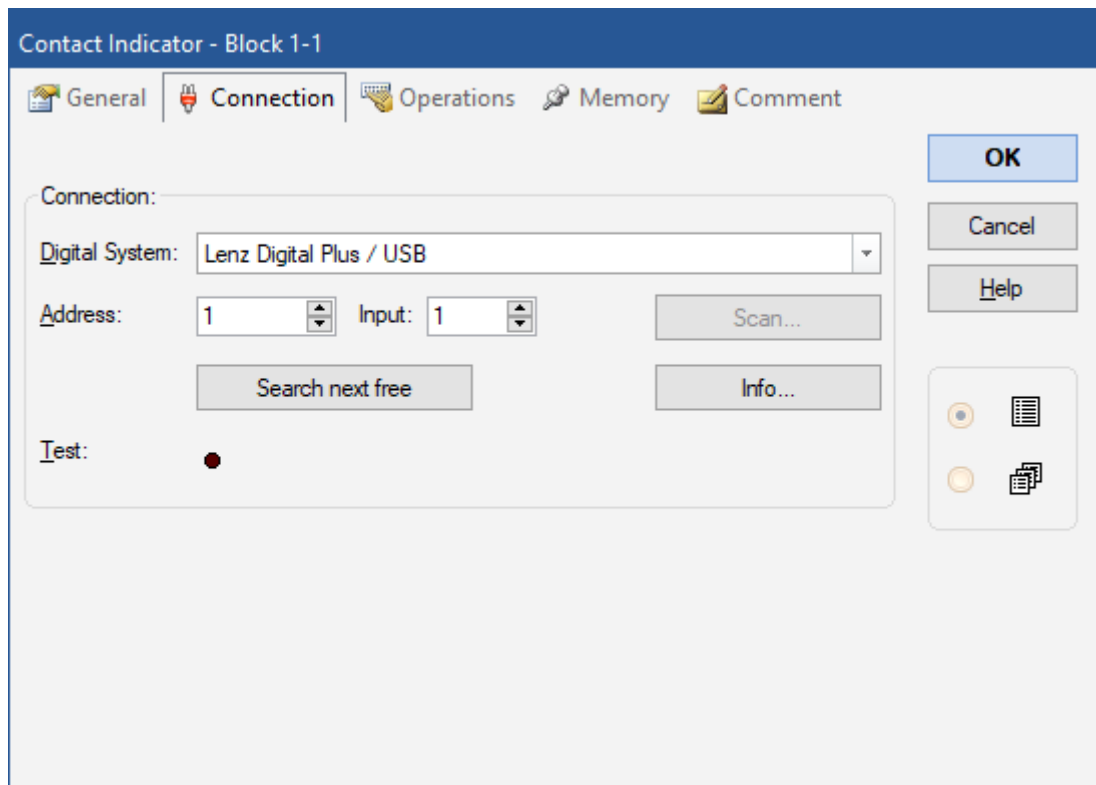 Contact Indicator - Block 1-1
General Connection Operations Memory Comment
OK
Connection:
Cancel
Digital System: Lenz Digital Plus / USB
Help
Address: 1 Input: 1 Scan...
Search next free Info...
Test: